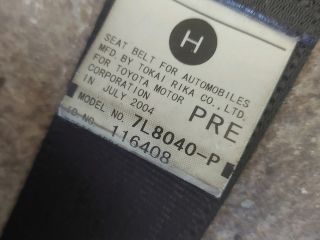 H
SEAT BELT FOR AUTOMOBILES
MFD. BY TOKAI RIKA CO., LTD.
FOR TOYOTA MOTOR
CORPORATION
IN JULY 2004
PRE
MODEL NO. 7L8040-P
NO. 116408